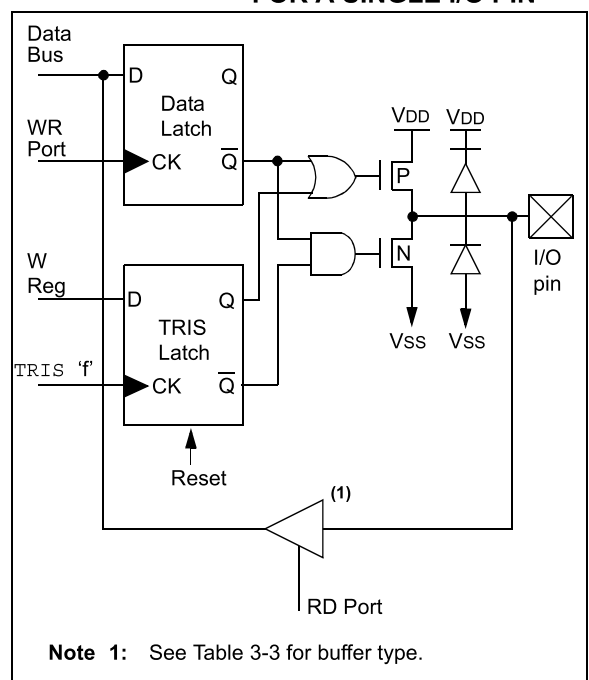 FOR A SINGLE I/O PIN
Data
Bus
D
Q
Data
Latch
WR
Port
CK
Q
VDD
VDD
P
N
I/O
pin
VSS
VSS
W
Reg
D
Q
TRIS
Latch
TRIS 'f'
CK
Q
Reset
(1)
RD Port
Note 1: See Table 3-3 for buffer type.